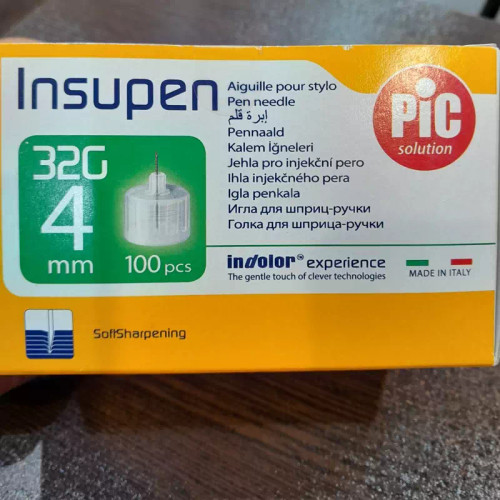 Insupen
Aiguille pour stylo
Pen needle
إبرة قلم
Pennaald
Kalem İğneleri
Jehla pro injekční pero
Ihla injekčného pera
Igla penkala
Игла для шприц-ручки
Голка для шприца-ручки
PiC
solution
32G
4
mm
100 pcs
indolor™ experience
The gentle touch of clever technologies
MADE IN ITALY
SoftSharpening